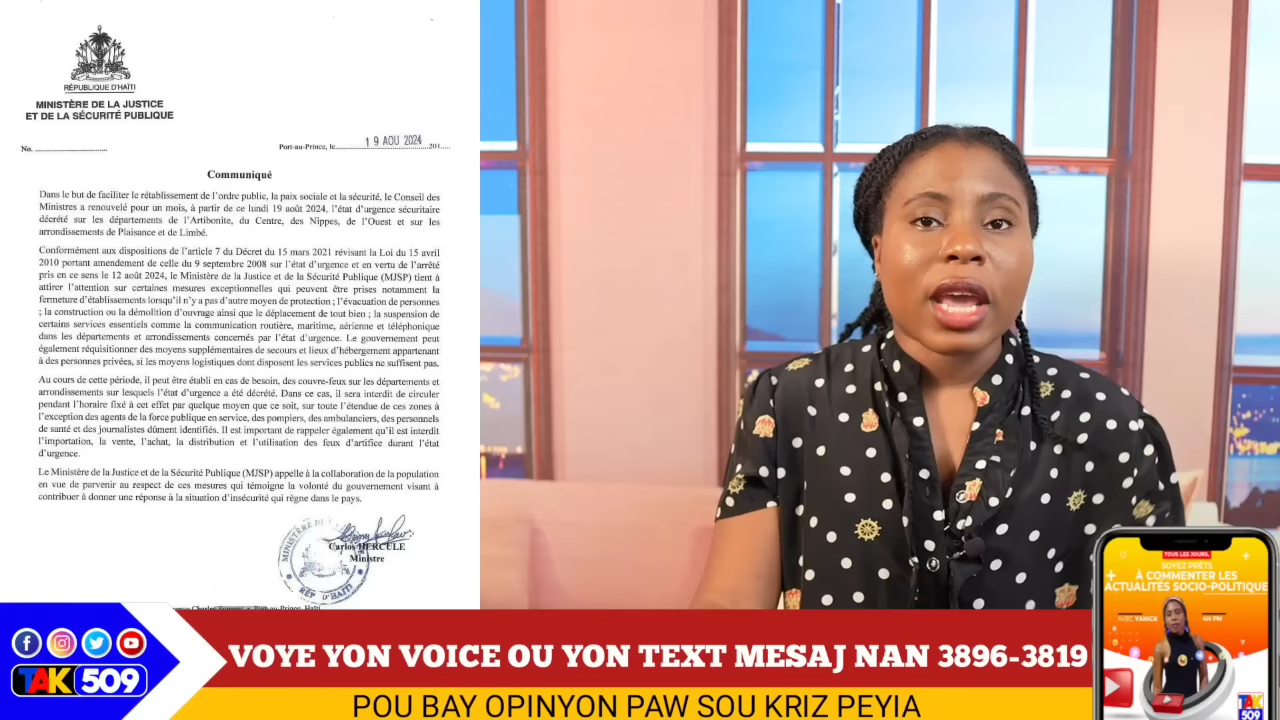 RÉPUBLIQUE D'HAÏTI
MINISTÈRE DE LA JUSTICE
ET DE LA SÉCURITÉ PUBLIQUE
No.
Port-au-Prince, le 19 AOU 2024 201
Communiqué
Dans le but de faciliter le rétablissement de l'ordre public, la paix sociale et la sécurité, le Conseil des
Ministres a renouvelé pour un mois, à partir de ce lundi 19 août 2024, l'état d'urgence sécuritaire
décrété sur les départements de l'Artibonite, du Centre, des Nippes, de l'Ouest et sur les
arrondissements de Plaisance et de Limbé.
Conformément aux dispositions de l'article 7 du Décret du 15 mars 2021 révisant la Loi du 15 avril
2010 portant amendement de celle du 9 septembre 2008 sur l'état d'urgence et en vertu de l'arrêté
pris en ce sens le 12 août 2024, le Ministère de la Justice et de la Sécurité Publique (MJSP) tient à
attirer l'attention sur certaines mesures exceptionnelles qui peuvent être prises notamment la
fermeture d'établissements lorsqu'il n'y a pas d'autre moyen de protection ; l'évacuation de personnes
; la construction ou la démolition d'ouvrage ainsi que le déplacement de tout bien ; la suspension de
certains services essentiels comme la communication routière, maritime, aérienne et téléphonique
dans les départements et arrondissements concernés par l'état d'urgence. Le gouvernement peut
également réquisitionner des moyens supplémentaires de secours et lieux d'hébergement appartenant
à des personnes privées, si les moyens logistiques dont disposent les services publics ne suffisent pas.
Au cours de cette période, il peut être établi en cas de besoin, des couvre-feux sur les départements et
arrondissements sur lesquels l'état d'urgence a été décrété. Dans ce cas, il sera interdit de circuler
pendant l'horaire fixé à cet effet par quelque moyen que ce soit, sur toute l'étendue de ces zones à
l'exception des agents de la force publique en service, des pompiers, des ambulanciers, des personnels
de santé et des journalistes dûment identifiés. Il est important de rappeler également qu'il est interdit
l'importation, la vente, l'achat, la distribution et l'utilisation des feux d'artifice durant l'état
d'urgence.
Le Ministère de la Justice et de la Sécurité Publique (MJSP) appelle à la collaboration de la population
en vue de parvenir au respect de ces mesures qui témoigne la volonté du gouvernement visant à
contribuer à donner une réponse à la situation d'insécurité qui règne dans le pays.
Carlos HERCULE
Ministre
RÉP D'HAÏTI
TAK 509
VOYE YON VOICE OU YON TEXT MESAJ NAN 3896-3819
POU BAY OPINYON PAW SOU KRIZ PEYIA
TOUS LES JOURS,
SOYEZ PRÊTS
À COMMENTER LES
ACTUALITÉS SOCIO-POLITIQUE
AVEC YANICK
4H PM
TAK
509